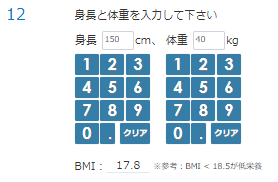 12 身長と体重を入力して下さい
身長 150 cm、 体重 40 kg
1 2 3 1 2 3
4 5 6 4 5 6
7 8 9 7 8 9
0 . クリア 0 . クリア
BMI： 17.8 ※参考：BMI < 18.5が低栄養